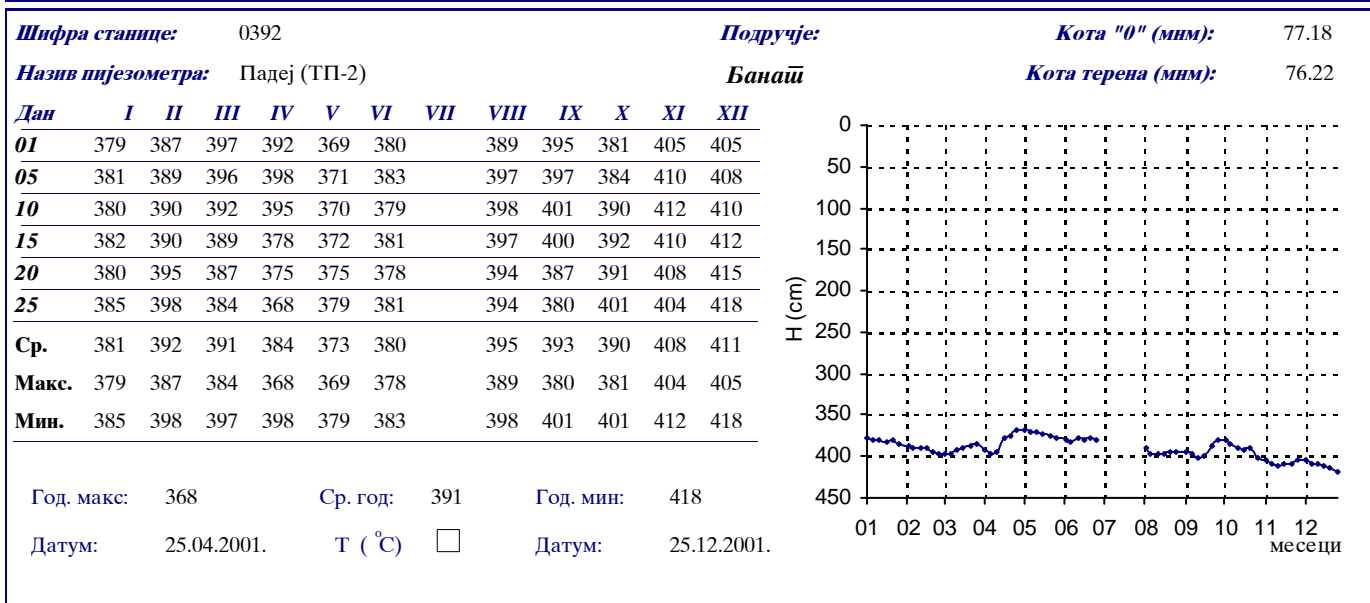 Шифра станице: 0392 Подручје: Кота "0" (мнм): 77.18
Назив пијезометра: Падеј (ТП-2) Банат Кота терена (мнм): 76.22
Дан I II III IV V VI VII VIII IX X XI XII
01 379 387 397 392 369 380 389 395 381 405 405
05 381 389 396 398 371 383 397 397 384 410 408
10 380 390 392 395 370 379 398 401 390 412 410
15 382 390 389 378 372 381 397 400 392 410 412
20 380 395 387 375 375 378 394 387 391 408 415
25 385 398 384 368 379 381 394 380 401 404 418
Ср. 381 392 391 384 373 380 395 393 390 408 411
Макс. 379 387 384 368 369 378 389 380 381 404 405
Мин. 385 398 397 398 379 383 398 401 401 412 418
Год. макс: 368 Ср. год: 391 Год. мин: 418
Датум: 25.04.2001. Т ( °С) Датум: 25.12.2001.
H (cm)
0
50
100
150
200
250
300
350
400
450
01 02 03 04 05 06 07 08 09 10 11 12
месеци